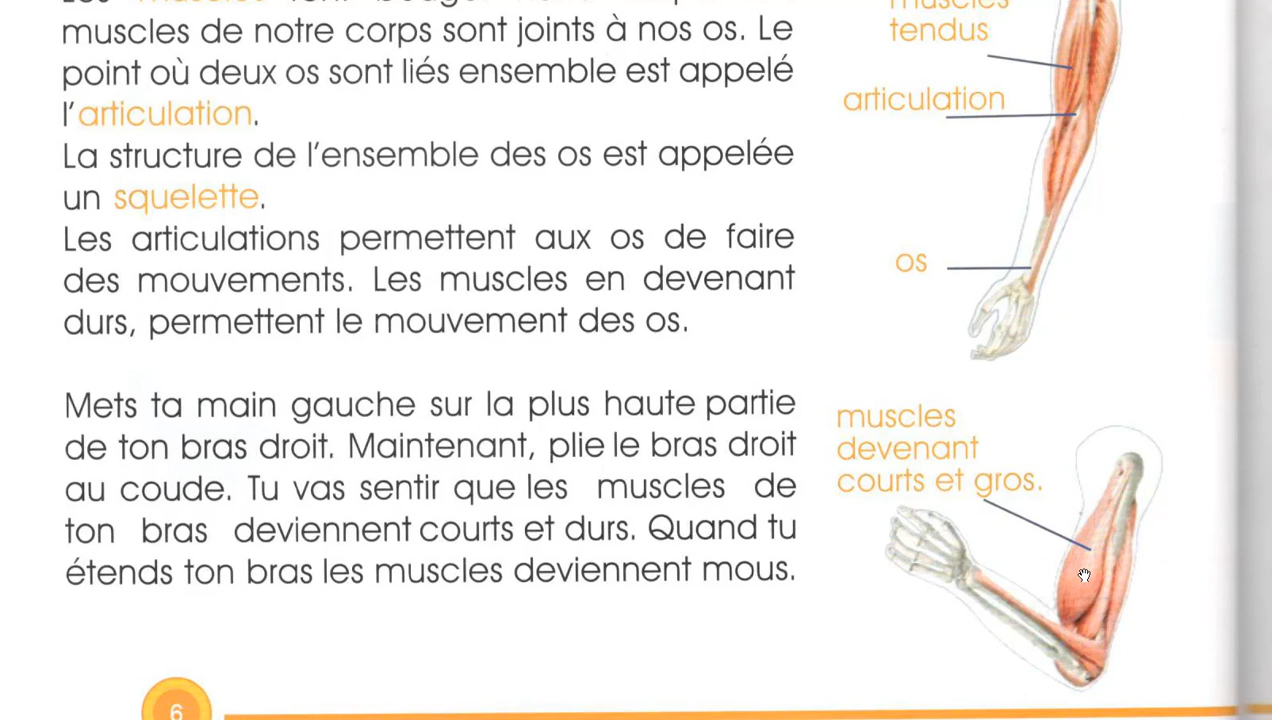 muscles
muscles de notre corps sont joints à nos os. Le
point où deux os sont liés ensemble est appelé
l'articulation.
La structure de l'ensemble des os est appelée
un squelette.
Les articulations permettent aux os de faire
des mouvements. Les muscles en devenant
durs, permettent le mouvement des os.
Mets ta main gauche sur la plus haute partie
de ton bras droit. Maintenant, plie le bras droit
au coude. Tu vas sentir que les muscles de
ton bras deviennent courts et durs. Quand tu
étends ton bras les muscles deviennent mous.
muscles
tendus
articulation
os
muscles
devenant
courts et gros.
6